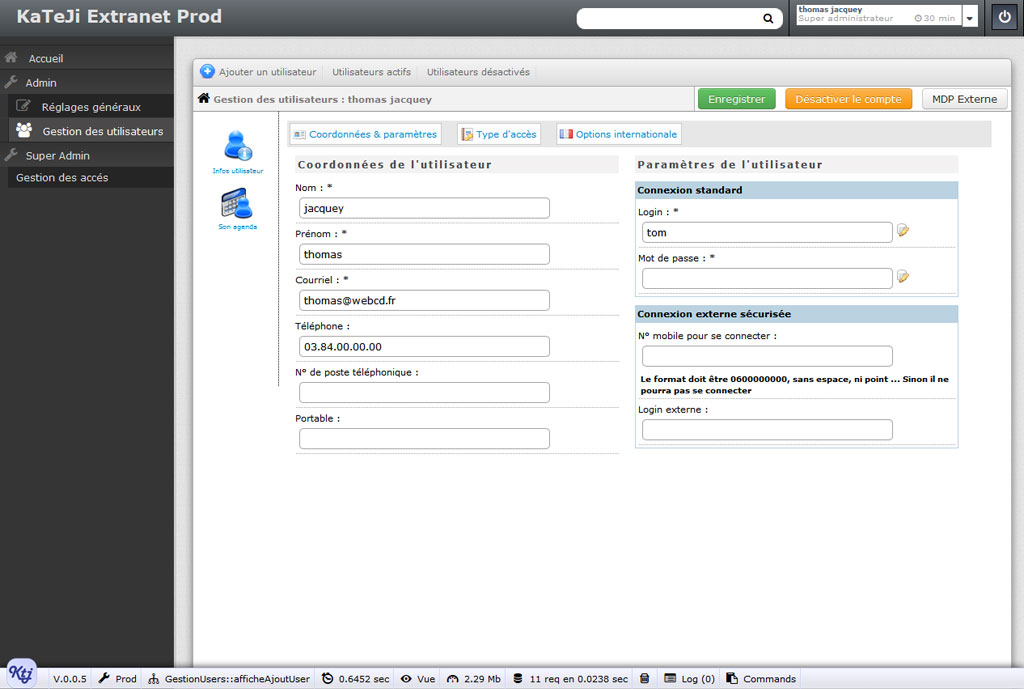 KaTeJi Extranet Prod
thomas jacquey
Super administrateur 30 min
Accueil
Admin
Réglages généraux
Gestion des utilisateurs
Super Admin
Gestion des accés
Ajouter un utilisateur Utilisateurs actifs Utilisateurs désactivés
Gestion des utilisateurs : thomas jacquey
Enregistrer Désactiver le compte MDP Externe
Infos utilisateur
Son agenda
Coordonnées & paramètres Type d'accès Options internationale
Coordonnées de l'utilisateur
Nom : *
jacquey
Prénom : *
thomas
Courriel : *
thomas@webcd.fr
Téléphone :
03.84.00.00.00
N° de poste téléphonique :
Portable :
Paramètres de l'utilisateur
Connexion standard
Login : *
tom
Mot de passe : *
Connexion externe sécurisée
N° mobile pour se connecter :
Le format doit être 0600000000, sans espace, ni point ... Sinon il ne
pourra pas se connecter
Login externe :
Ktj V.0.0.5 Prod GestionUsers::afficheAjoutUser 0.6452 sec Vue 2.29 Mb 11 req en 0.0238 sec Log (0) Commands